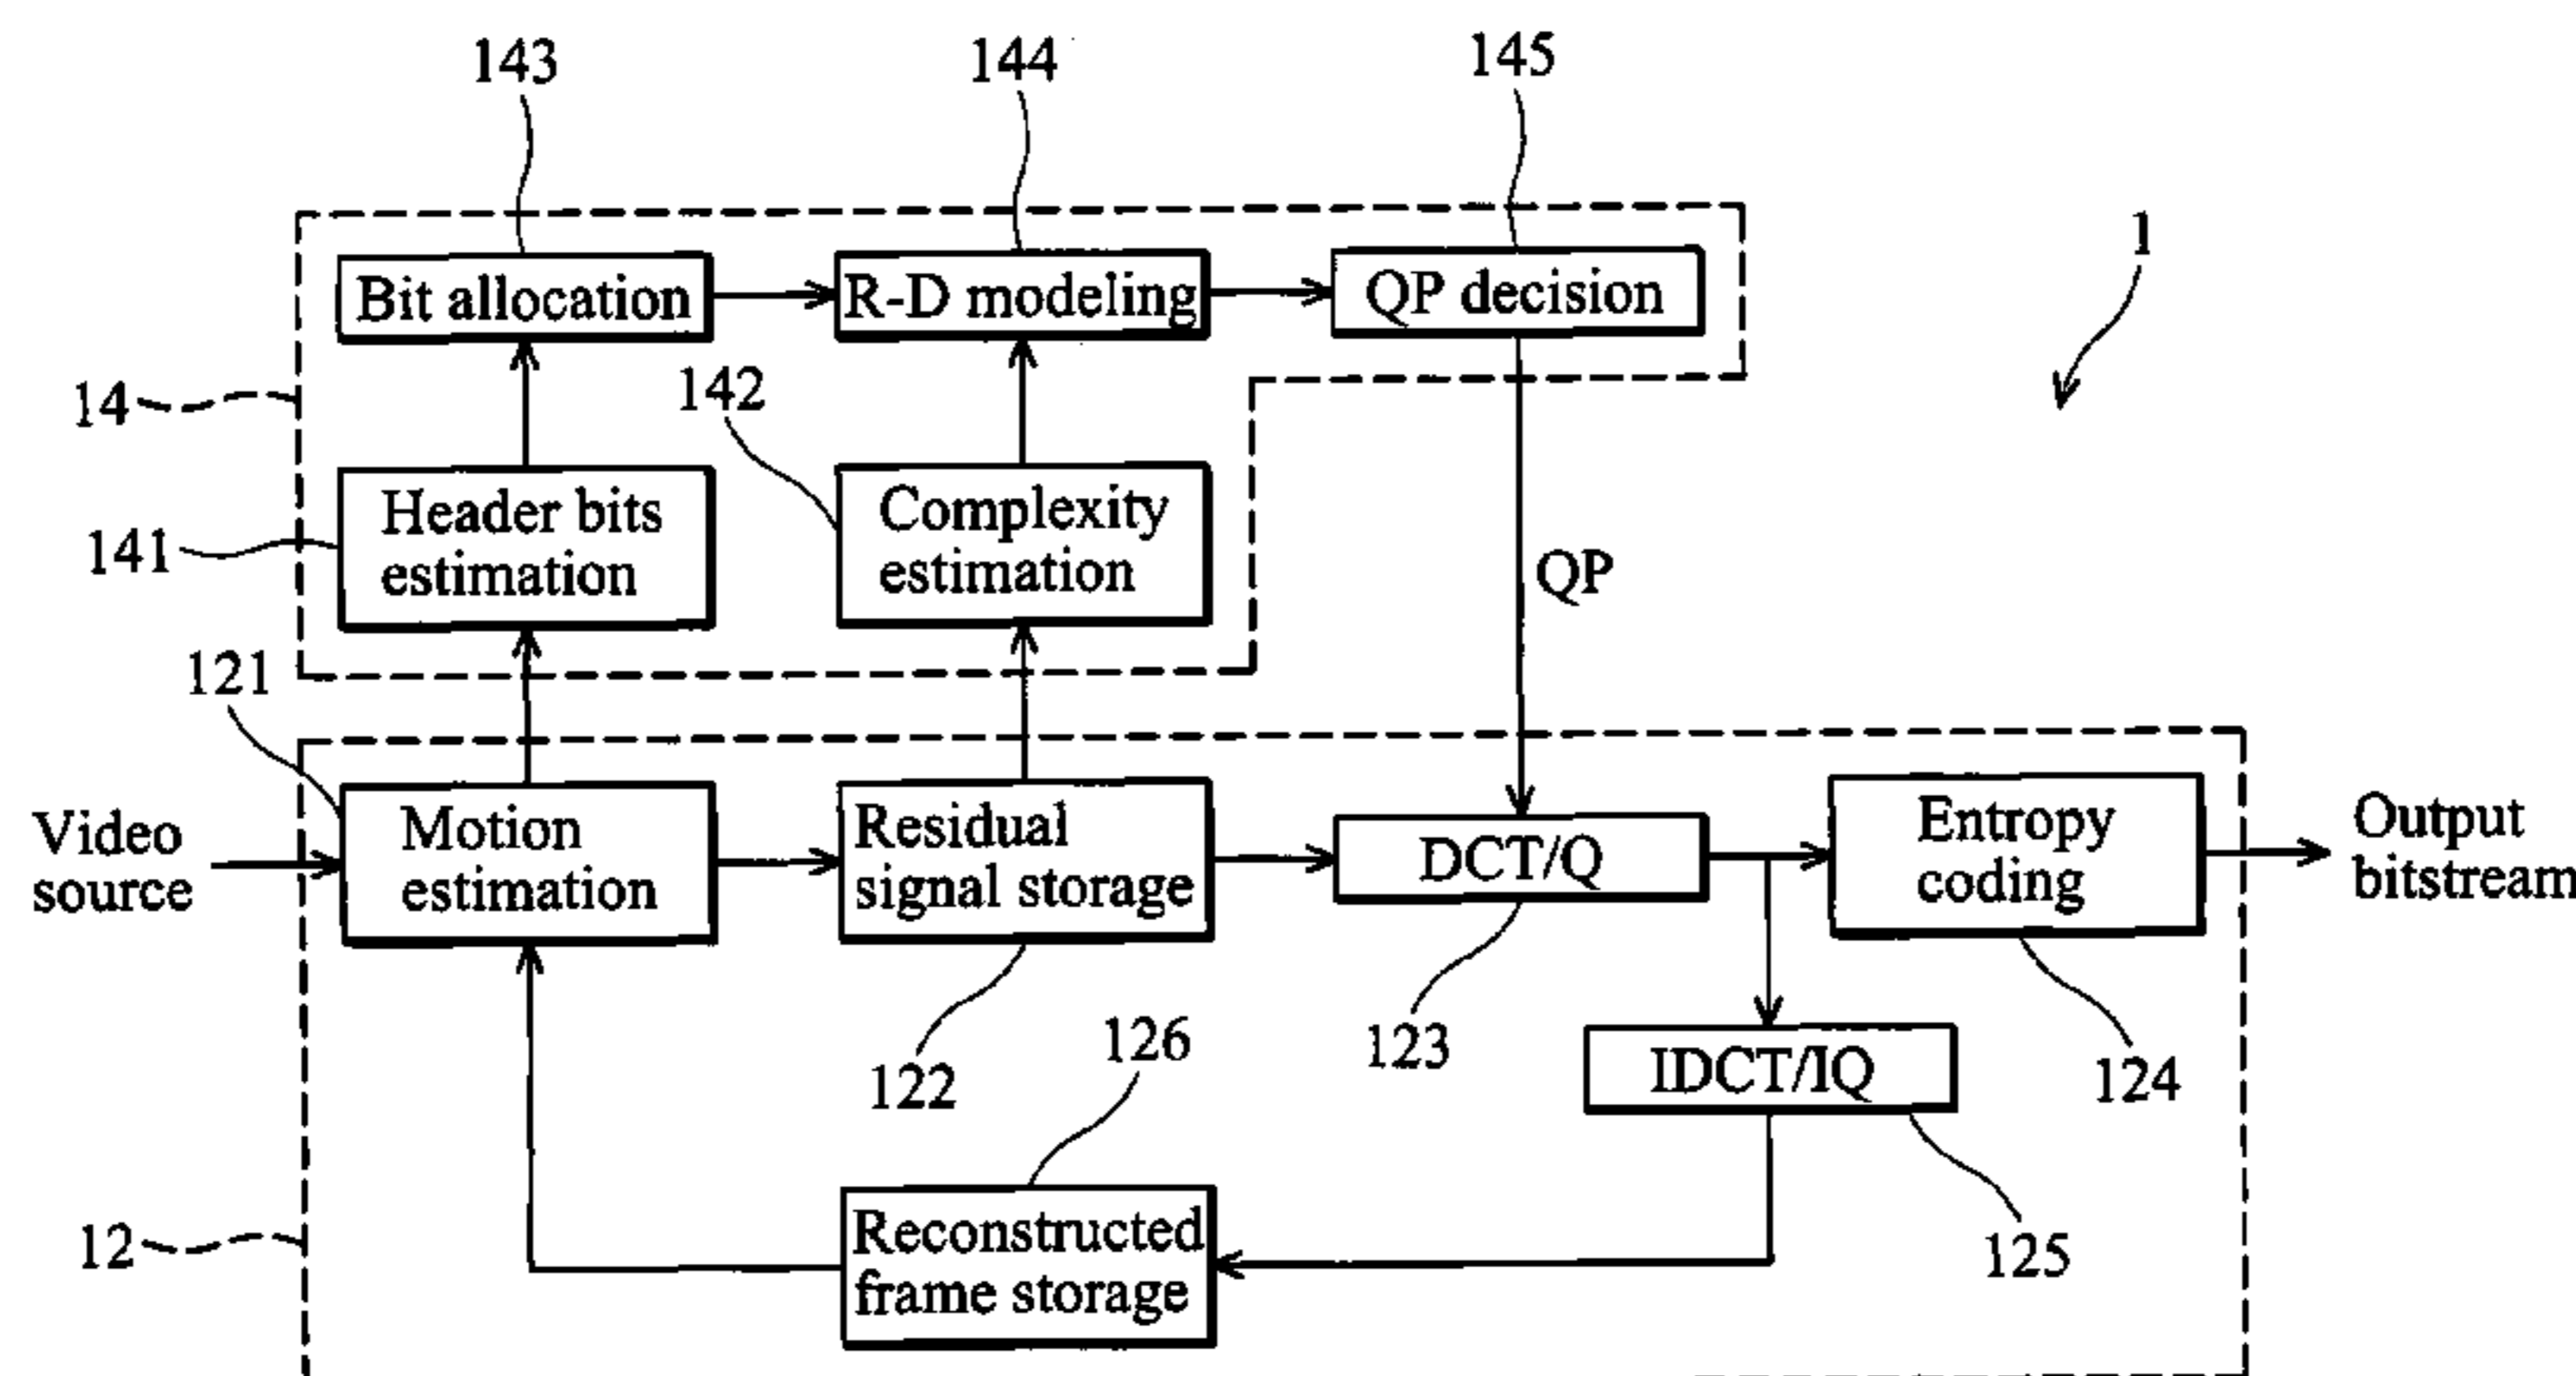 143
144
145
1
Bit allocation
R-D modeling
QP decision
14
142
141
Header bits
estimation
Complexity
estimation
QP
121
Video
source
Motion
estimation
Residual
signal storage
DCT/Q
Entropy
coding
Output
bitstream
122
126
123
IDCT/IQ
124
12
Reconstructed
frame storage
125